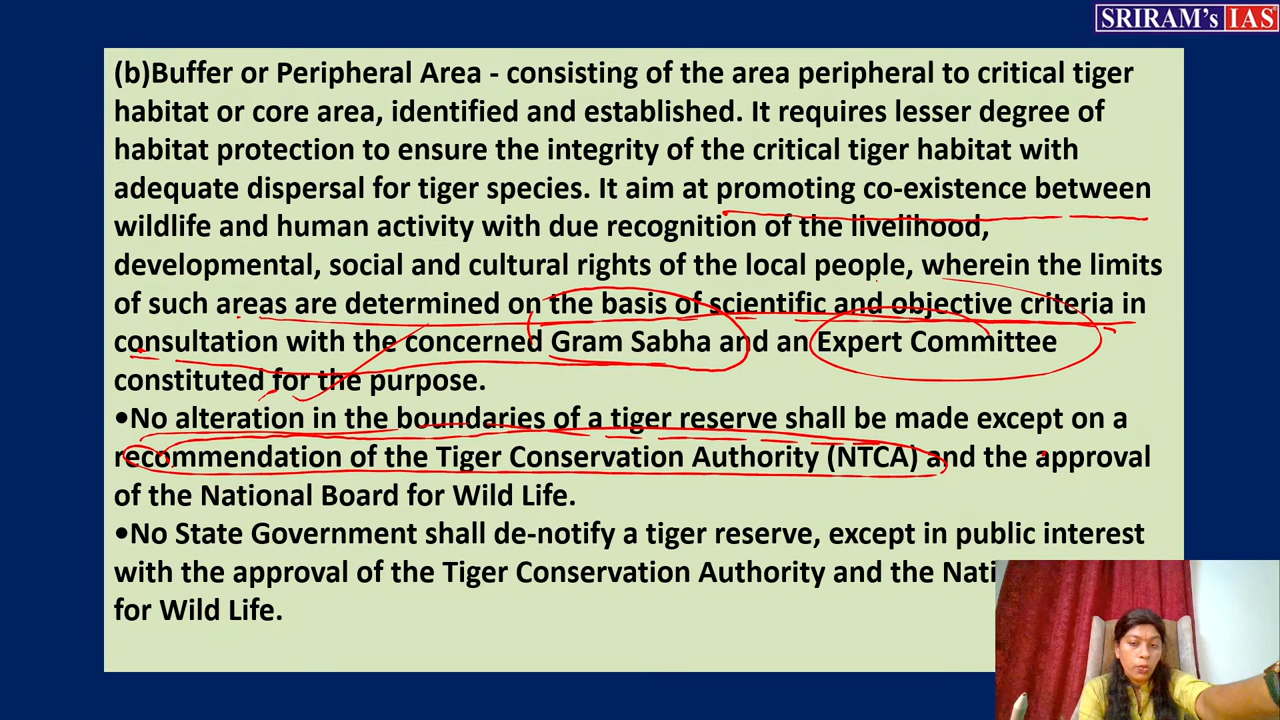 SRIRAM's IAS
(b)Buffer or Peripheral Area - consisting of the area peripheral to critical tiger
habitat or core area, identified and established. It requires lesser degree of
habitat protection to ensure the integrity of the critical tiger habitat with
adequate dispersal for tiger species. It aim at promoting co-existence between
wildlife and human activity with due recognition of the livelihood,
developmental, social and cultural rights of the local people, wherein the limits
of such areas are determined on the basis of scientific and objective criteria in
consultation with the concerned Gram Sabha and an Expert Committee
constituted for the purpose.
•No alteration in the boundaries of a tiger reserve shall be made except on a
recommendation of the Tiger Conservation Authority (NTCA) and the approval
of the National Board for Wild Life.
•No State Government shall de-notify a tiger reserve, except in public interest
with the approval of the Tiger Conservation Authority and the Nati
for Wild Life.